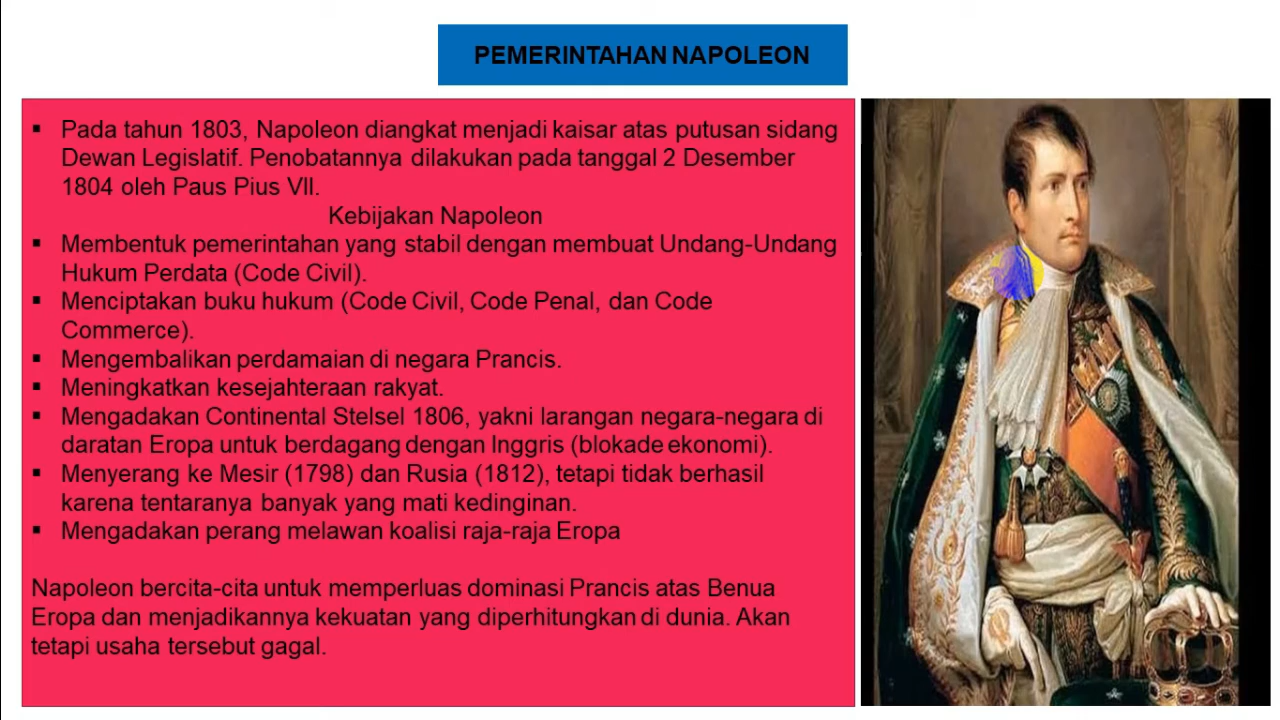 PEMERINTAHAN NAPOLEON
▪ Pada tahun 1803, Napoleon diangkat menjadi kaisar atas putusan sidang
Dewan Legislatif. Penobatannya dilakukan pada tanggal 2 Desember
1804 oleh Paus Pius VII.
Kebijakan Napoleon
▪ Membentuk pemerintahan yang stabil dengan membuat Undang-Undang
Hukum Perdata (Code Civil).
▪ Menciptakan buku hukum (Code Civil, Code Penal, dan Code
Commerce).
▪ Mengembalikan perdamaian di negara Prancis.
▪ Meningkatkan kesejahteraan rakyat.
▪ Mengadakan Continental Stelsel 1806, yakni larangan negara-negara di
daratan Eropa untuk berdagang dengan Inggris (blokade ekonomi).
▪ Menyerang ke Mesir (1798) dan Rusia (1812), tetapi tidak berhasil
karena tentaranya banyak yang mati kedinginan.
▪ Mengadakan perang melawan koalisi raja-raja Eropa
Napoleon bercita-cita untuk memperluas dominasi Prancis atas Benua
Eropa dan menjadikannya kekuatan yang diperhitungkan di dunia. Akan
tetapi usaha tersebut gagal.